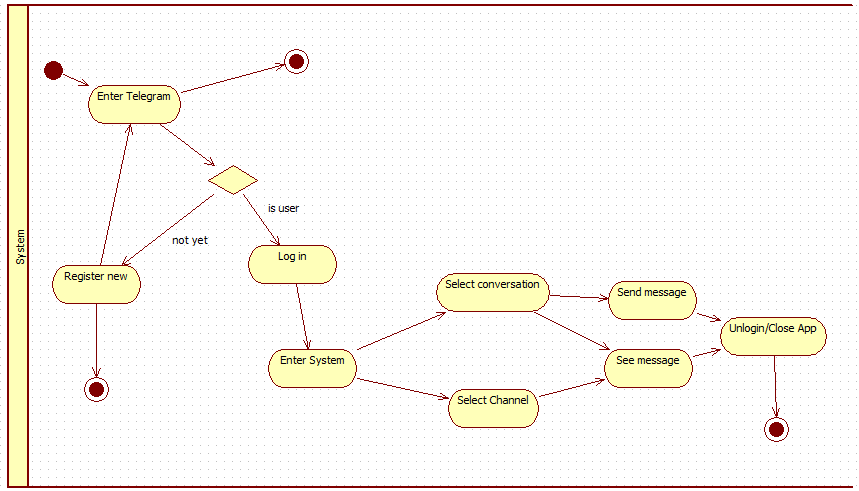 System
Enter Telegram
is user
not yet
Log in
Register new
Select conversation
Send message
Unlogin/Close App
Enter System
See message
Select Channel